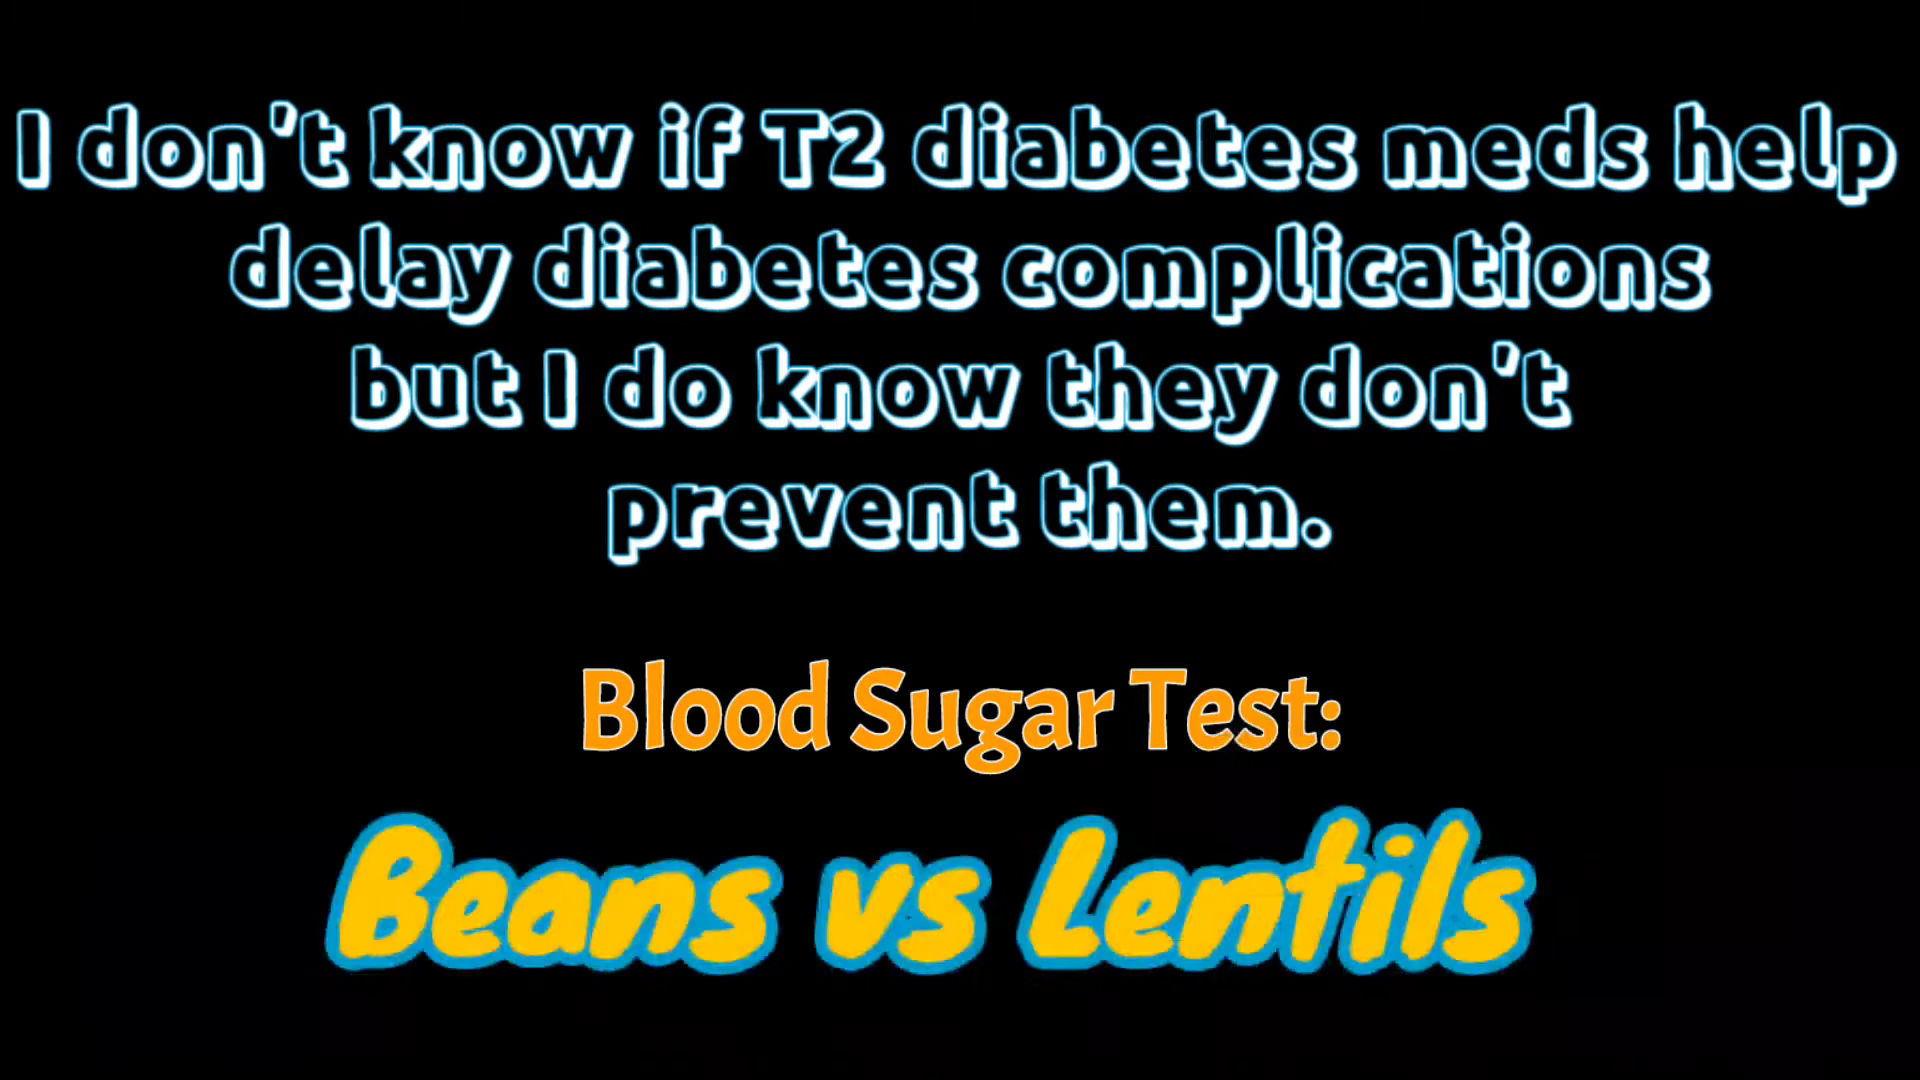 I don't know if T2 diabetes meds help
delay diabetes complications
but I do know they don't
prevent them.
Blood Sugar Test:
Beans vs Lentils